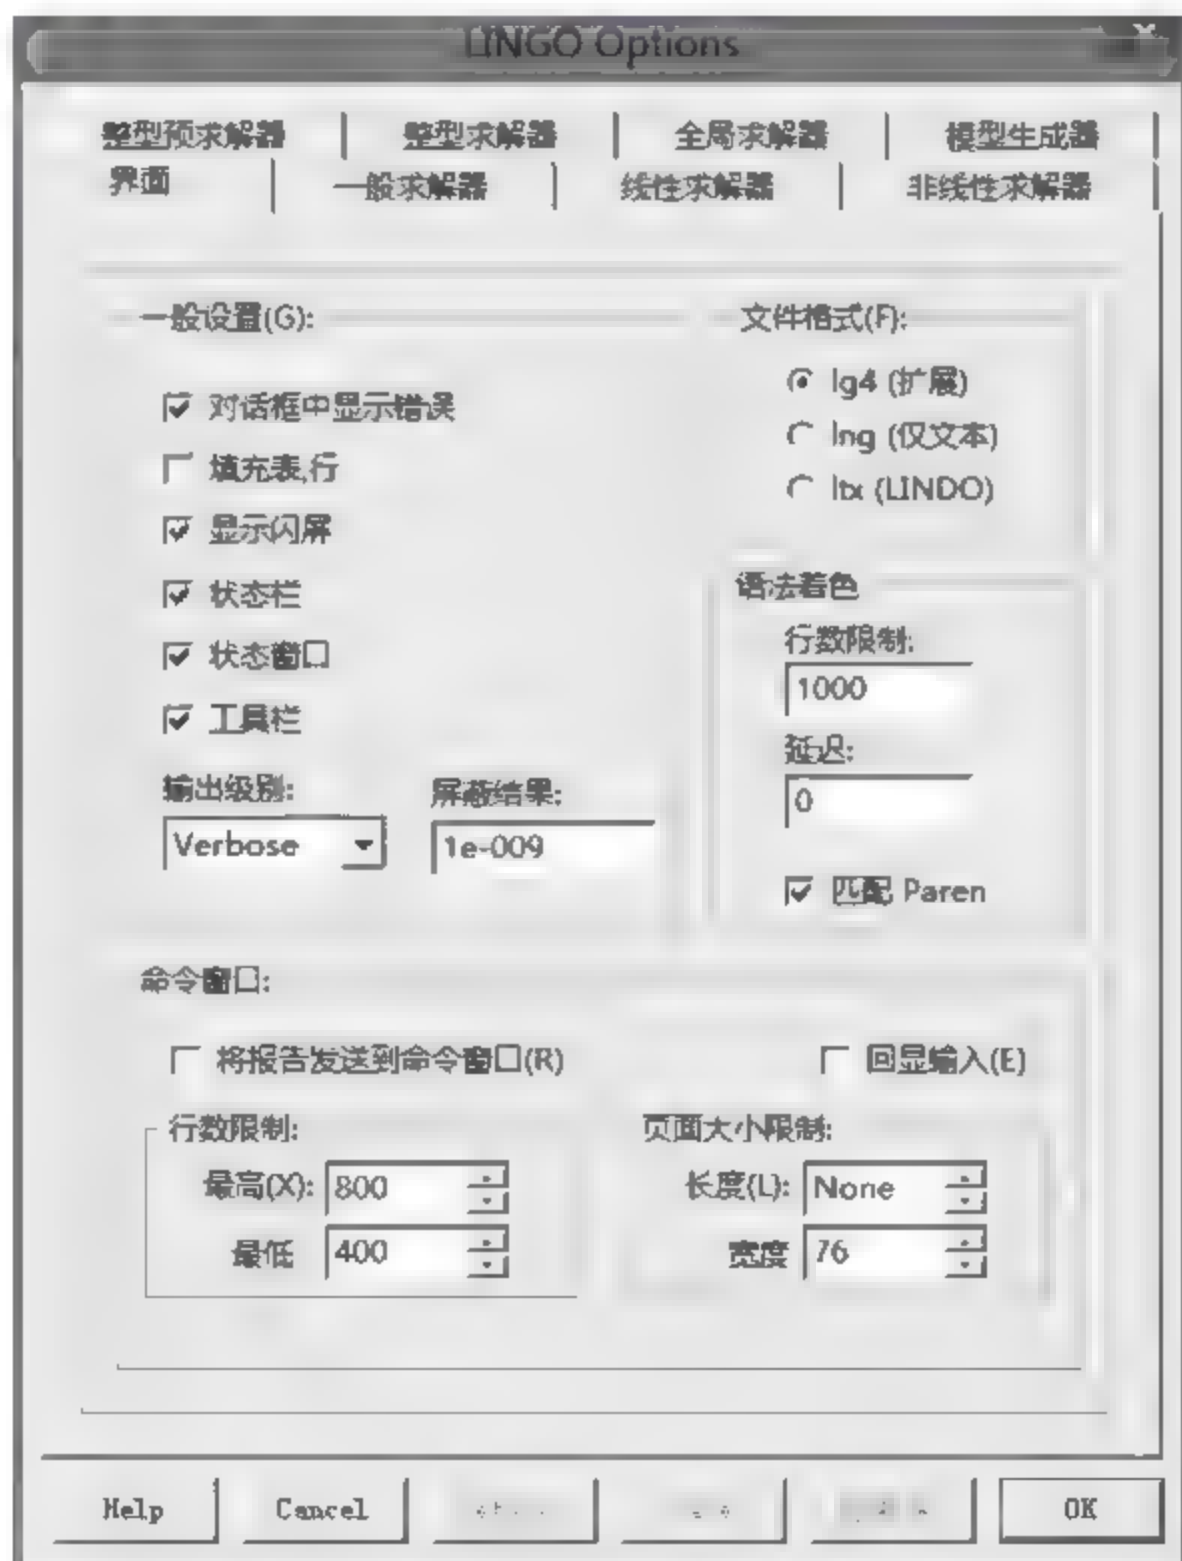 LINGO Options
整型预求解器 整型求解器 全局求解器 模型生成器
界面 一般求解器 线性求解器 非线性求解器
一般设置(G): 文件格式(F):
对话框中显示错误 lg4 (扩展)
填充表,行 lng (仅文本)
显示闪屏 ltx (LINDO)
状态栏 语法着色
状态窗口 行数限制:
1000
工具栏 延迟:
输出级别: 屏蔽结果: 0
Verbose 1e-009
匹配 Paren
命令窗口:
将报告发送到命令窗口(R) 回显输入(E)
行数限制: 页面大小限制:
最高(X): 800 长度(L): None
最低 400 宽度 76
Help Cancel OK